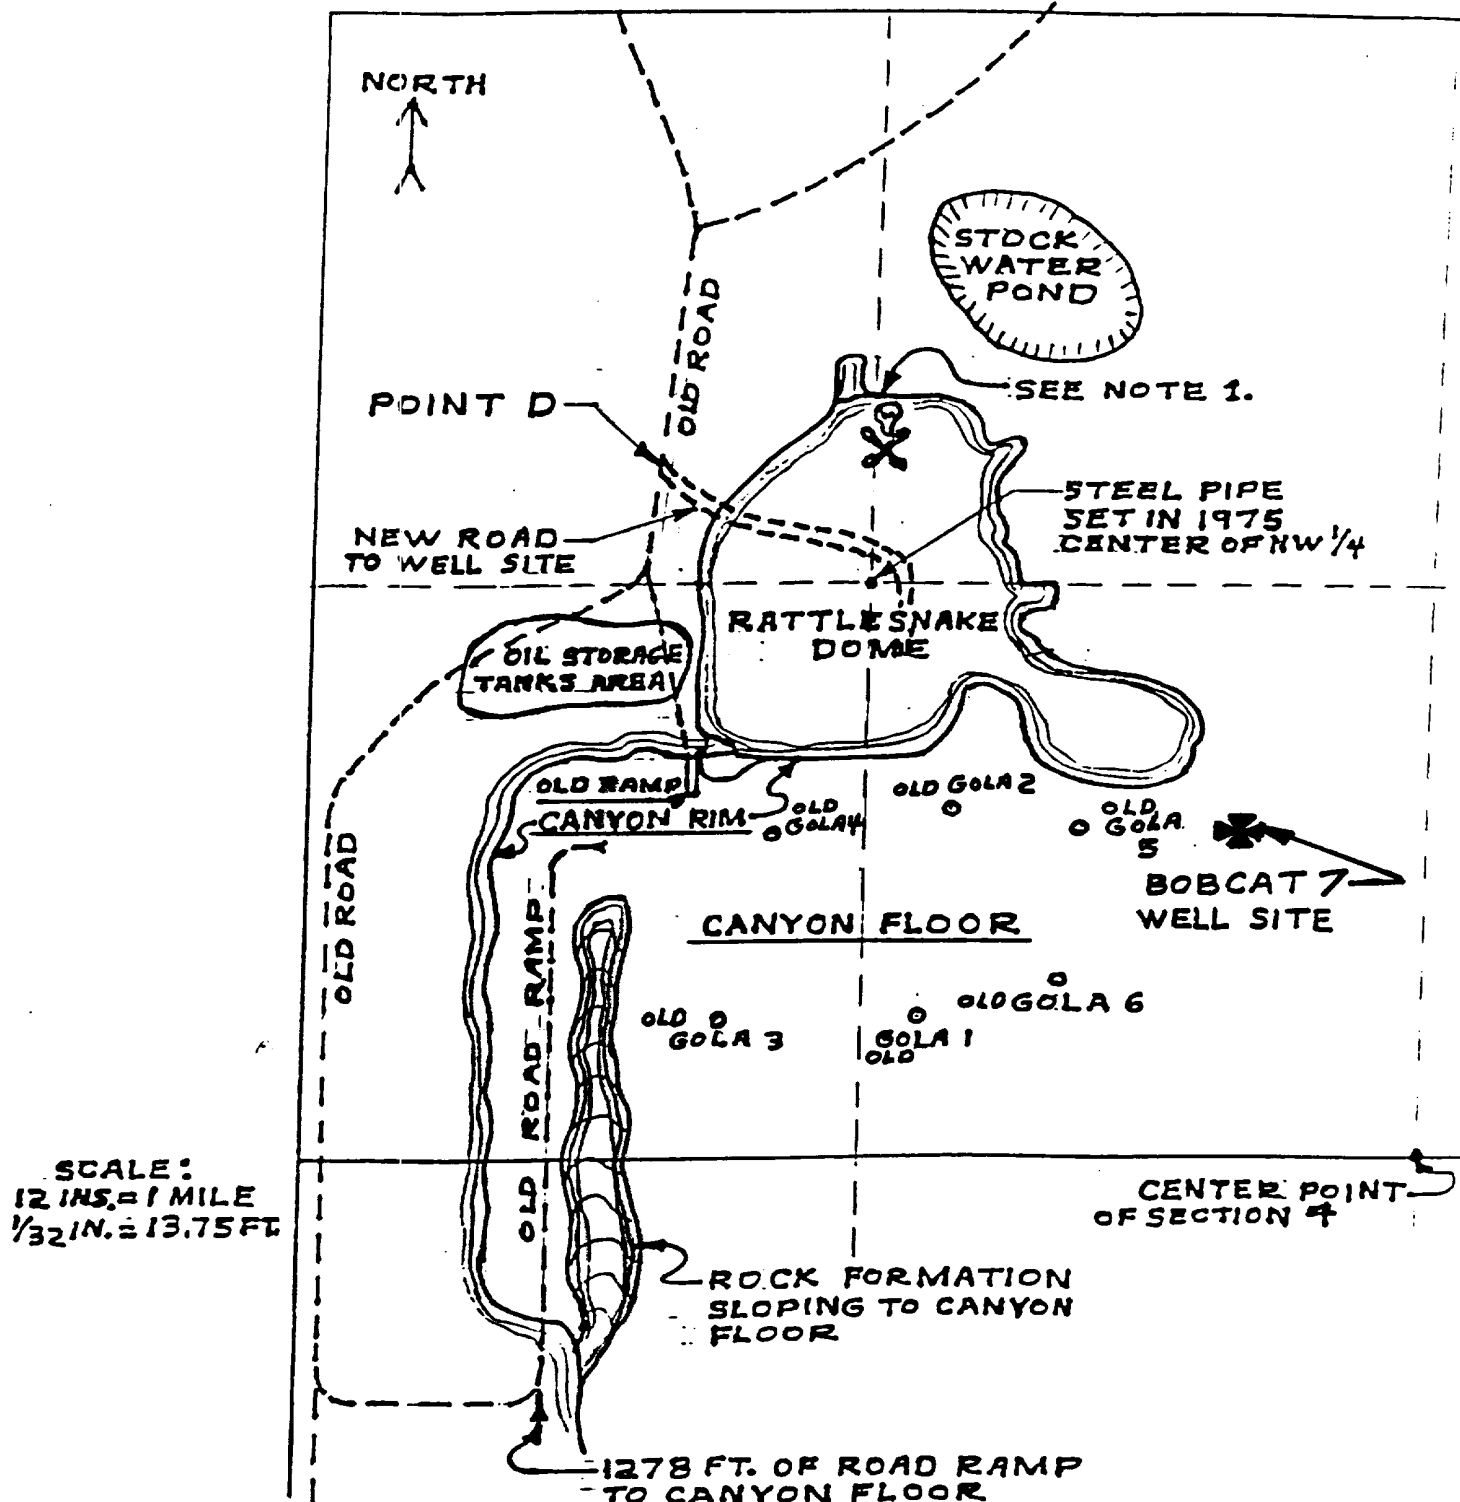 NORTH
OLD ROAD
STOCK
WATER
POND
POINT D
SEE NOTE 1.
NEW ROAD
TO WELL SITE
STEEL PIPE
SET IN 1975
CENTER OF NW 1/4
RATTLESNAKE
DOME
OIL STORAGE
TANKS AREA
OLD RAMP
CANYON RIM
OLD
GOLA 4
OLD GOLA 2
OLD
GOLA
5
BOBCAT 7
WELL SITE
OLD ROAD
OLD ROAD RAMP
CANYON FLOOR
OLD
GOLA 3
GOLA 1
OLD
OLD GOLA 6
SCALE:
12 INS. = 1 MILE
1/32 IN. = 13.75 FT
CENTER POINT
OF SECTION 4
ROCK FORMATION
SLOPING TO CANYON
FLOOR
1278 FT. OF ROAD RAMP
TO CANYON FLOOR